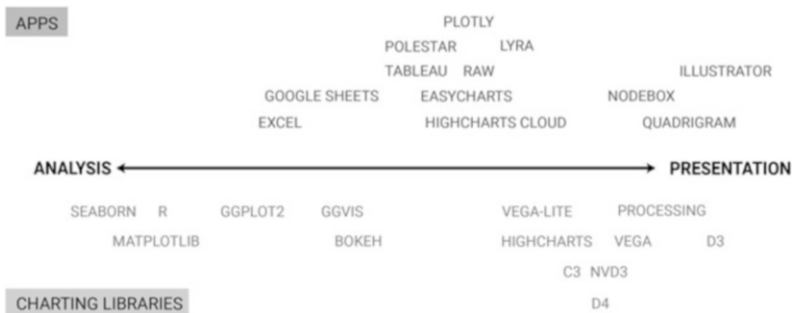 APPS
PLOTLY
POLESTAR LYRA
TABLEAU RAW ILLUSTRATOR
GOOGLE SHEETS EASYCHARTS NODEBOX
EXCEL HIGHCHARTS CLOUD QUADRIGRAM
ANALYSIS PRESENTATION
SEABORN R GGPLOT2 GGVIS VEGA-LITE PROCESSING
MATPLOTLIB BOKEH HIGHCHARTS VEGA D3
C3 NVD3
CHARTING LIBRARIES D4